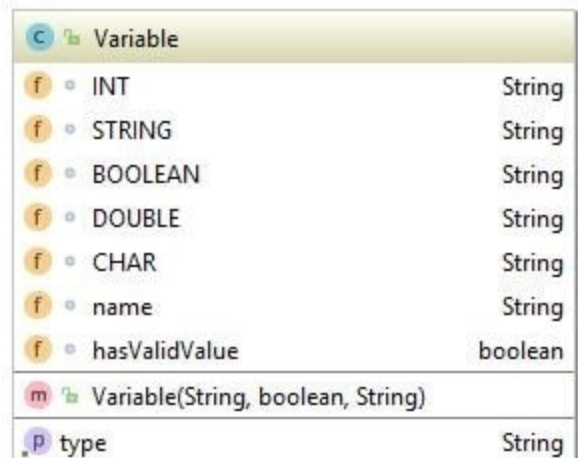 C Variable
f INT String
f STRING String
f BOOLEAN String
f DOUBLE String
f CHAR String
f name String
f hasValidValue boolean
m Variable(String, boolean, String)
P type String